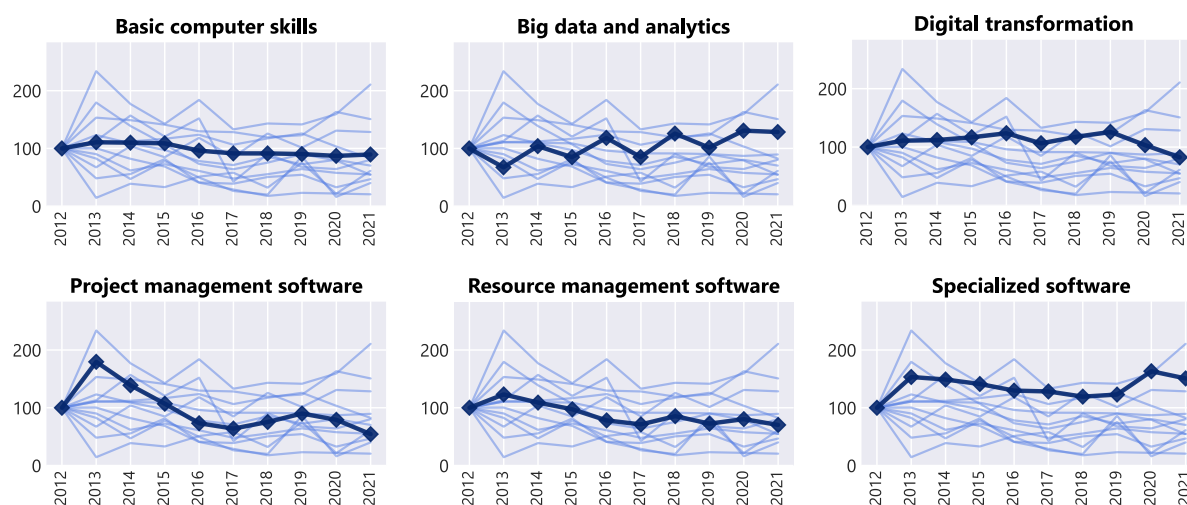 Basic computer skills
200
100
0
2012 2013 2014 2015 2016 2017 2018 2019 2020 2021
Big data and analytics
200
100
0
2012 2013 2014 2015 2016 2017 2018 2019 2020 2021
Digital transformation
200
100
0
2012 2013 2014 2015 2016 2017 2018 2019 2020 2021
Project management software
200
100
0
2012 2013 2014 2015 2016 2017 2018 2019 2020 2021
Resource management software
200
100
0
2012 2013 2014 2015 2016 2017 2018 2019 2020 2021
Specialized software
200
100
0
2012 2013 2014 2015 2016 2017 2018 2019 2020 2021